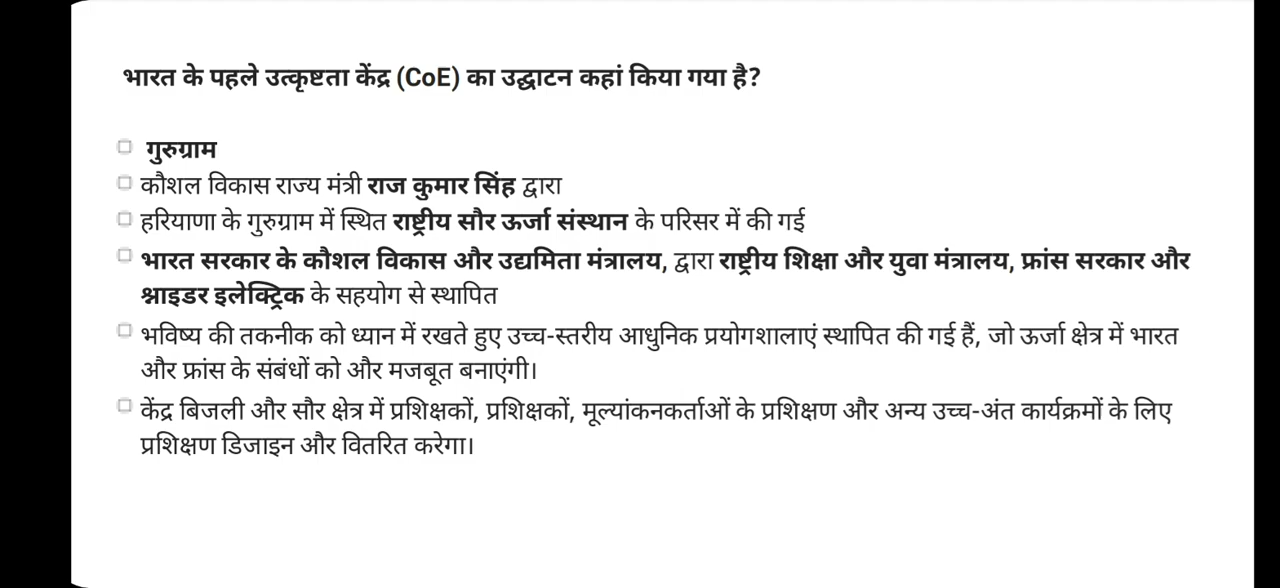 भारत के पहले उत्कृष्टता केंद्र (CoE) का उद्घाटन कहां किया गया है?
गुरुग्राम
कौशल विकास राज्य मंत्री राज कुमार सिंह द्वारा
हरियाणा के गुरुग्राम में स्थित राष्ट्रीय सौर ऊर्जा संस्थान के परिसर में की गई
भारत सरकार के कौशल विकास और उद्यमिता मंत्रालय, द्वारा राष्ट्रीय शिक्षा और युवा मंत्रालय, फ्रांस सरकार और
श्नाइडर इलेक्ट्रिक के सहयोग से स्थापित
भविष्य की तकनीक को ध्यान में रखते हुए उच्च-स्तरीय आधुनिक प्रयोगशालाएं स्थापित की गई हैं, जो ऊर्जा क्षेत्र में भारत
और फ्रांस के संबंधों को और मजबूत बनाएंगी।
केंद्र बिजली और सौर क्षेत्र में प्रशिक्षकों, प्रशिक्षकों, मूल्यांकनकर्ताओं के प्रशिक्षण और अन्य उच्च-अंत कार्यक्रमों के लिए
प्रशिक्षण डिजाइन और वितरित करेगा।